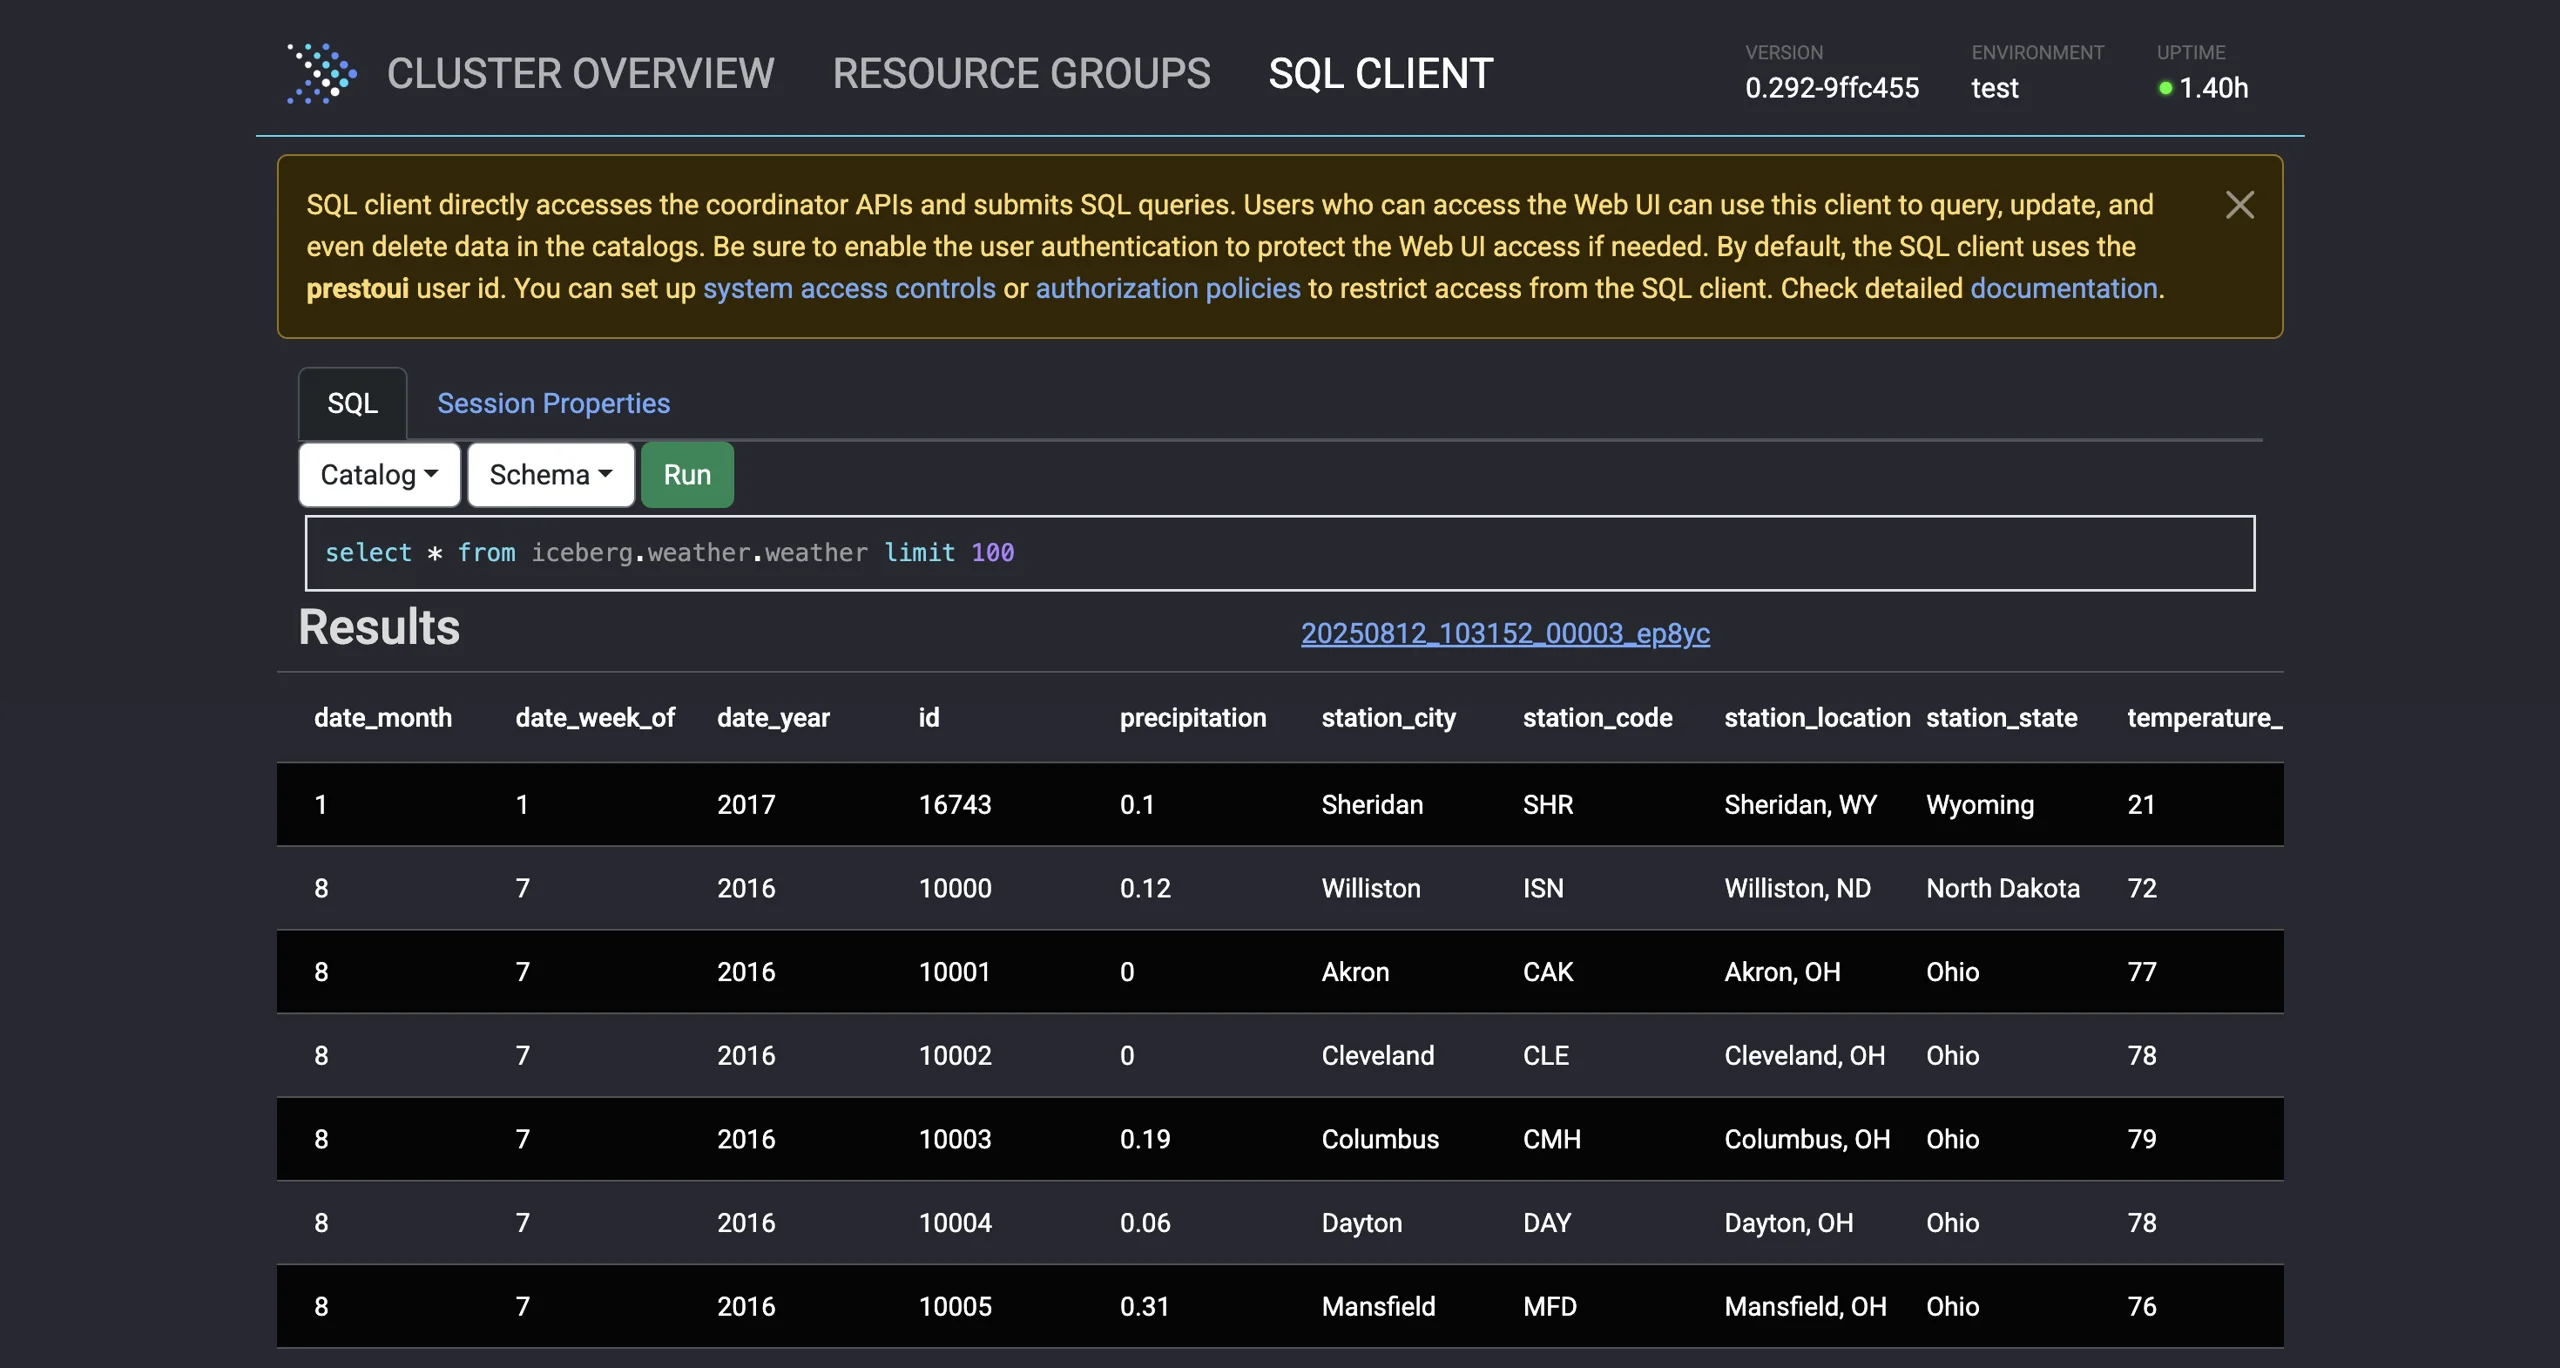 CLUSTER OVERVIEW RESOURCE GROUPS SQL CLIENT
VERSION ENVIRONMENT UPTIME
0.292-9ffc455 test 1.40h
SQL client directly accesses the coordinator APIs and submits SQL queries. Users who can access the Web UI can use this client to query, update, and
even delete data in the catalogs. Be sure to enable the user authentication to protect the Web UI access if needed. By default, the SQL client uses the
prestoui user id. You can set up system access controls or authorization policies to restrict access from the SQL client. Check detailed documentation.
SQL Session Properties
Catalog Schema Run
select * from iceberg.weather.weather limit 100
Results 20250812_103152_00003_ep8yc
date_month date_week_of date_year id precipitation station_city station_code station_location station_state temperature_
1 1 2017 16743 0.1 Sheridan SHR Sheridan, WY Wyoming 21
8 7 2016 10000 0.12 Williston ISN Williston, ND North Dakota 72
8 7 2016 10001 0 Akron CAK Akron, OH Ohio 77
8 7 2016 10002 0 Cleveland CLE Cleveland, OH Ohio 78
8 7 2016 10003 0.19 Columbus CMH Columbus, OH Ohio 79
8 7 2016 10004 0.06 Dayton DAY Dayton, OH Ohio 78
8 7 2016 10005 0.31 Mansfield MFD Mansfield, OH Ohio 76